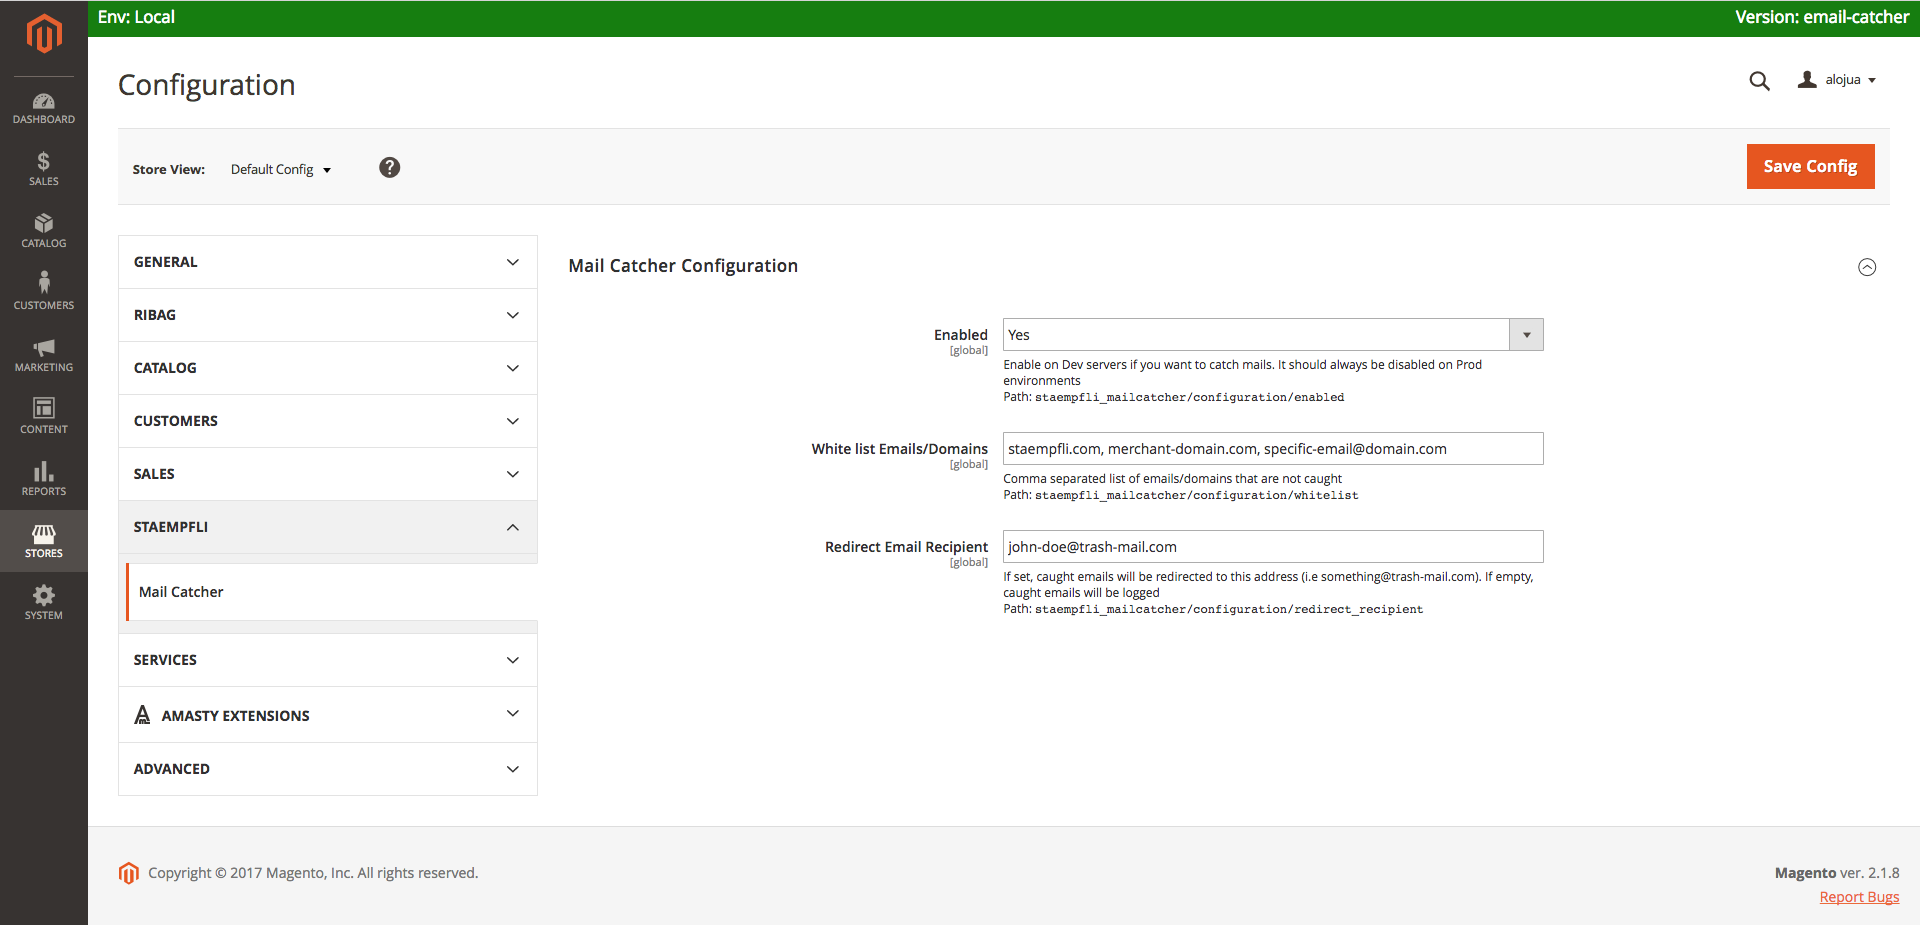 Env: Local
Version: email-catcher
Configuration
alojua
DASHBOARD
SALES
CATALOG
CUSTOMERS
MARKETING
CONTENT
REPORTS
STORES
SYSTEM
Store View:
Default Config
?
Save Config
GENERAL
RIBAG
CATALOG
CUSTOMERS
SALES
STAEMPFLI
Mail Catcher
SERVICES
AMASTY EXTENSIONS
ADVANCED
Mail Catcher Configuration
Enabled
[global]
Yes
Enable on Dev servers if you want to catch mails. It should always be disabled on Prod
environments
Path: staempfli_mailcatcher/configuration/enabled
White list Emails/Domains
[global]
staempfli.com, merchant-domain.com, specific-email@domain.com
Comma separated list of emails/domains that are not caught
Path: staempfli_mailcatcher/configuration/whitelist
Redirect Email Recipient
[global]
john-doe@trash-mail.com
If set, caught emails will be redirected to this address (i.e something@trash-mail.com). If empty,
caught emails will be logged
Path: staempfli_mailcatcher/configuration/redirect_recipient
Copyright © 2017 Magento, Inc. All rights reserved.
Magento ver. 2.1.8
Report Bugs